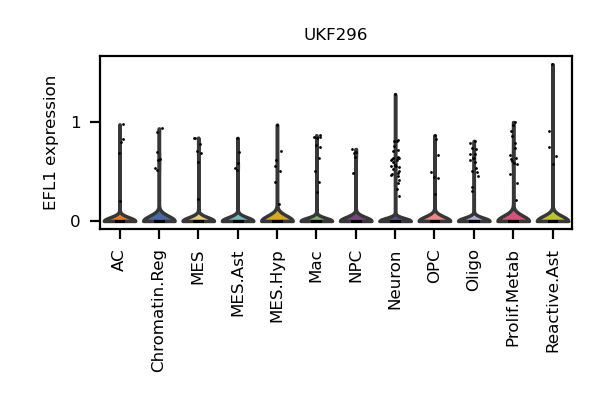 UKF296
EFL1 expression
1
0
AC
Chromatin.Reg
MES
MES.Ast
MES.Hyp
Mac
NPC
Neuron
OPC
Oligo
Prolif.Metab
Reactive.Ast